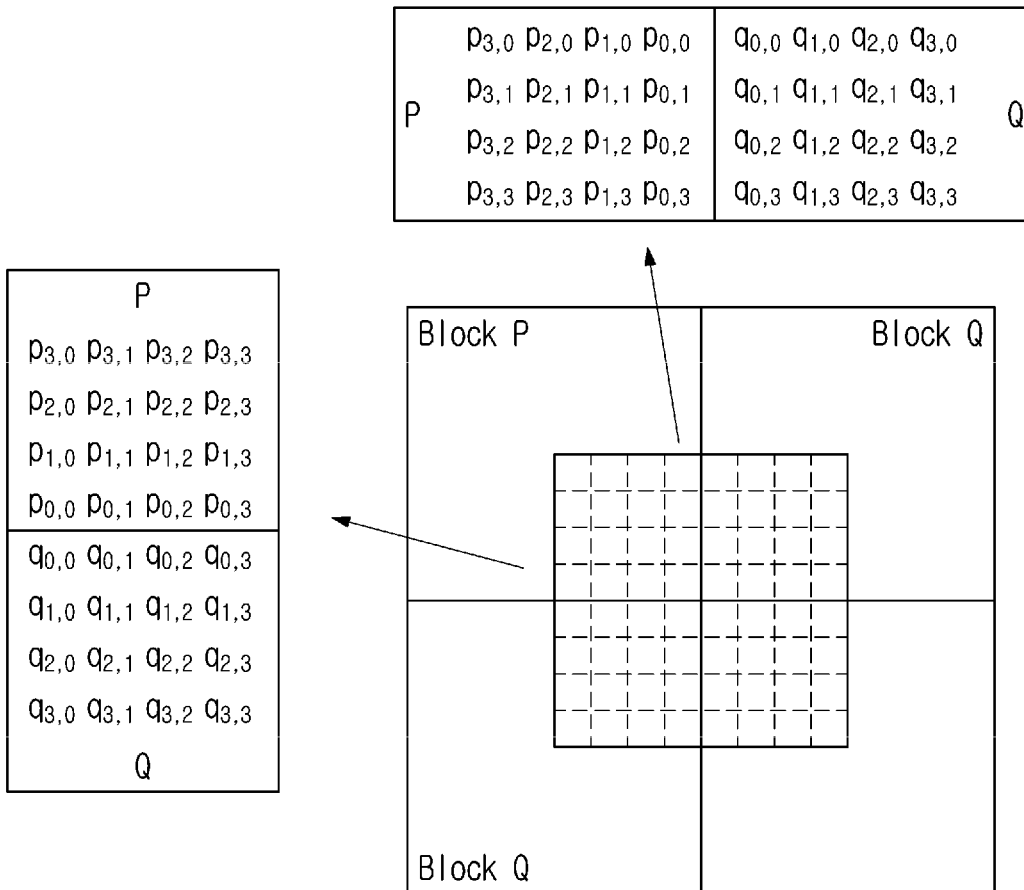 p3,0 p2,0 p1,0 p0,0 q0,0 q1,0 q2,0 q3,0
p3,1 p2,1 p1,1 p0,1 q0,1 q1,1 q2,1 q3,1
P Q
p3,2 p2,2 p1,2 p0,2 q0,2 q1,2 q2,2 q3,2
p3,3 p2,3 p1,3 p0,3 q0,3 q1,3 q2,3 q3,3
P
p3,0 p3,1 p3,2 p3,3
p2,0 p2,1 p2,2 p2,3
p1,0 p1,1 p1,2 p1,3
p0,0 p0,1 p0,2 p0,3
q0,0 q0,1 q0,2 q0,3
q1,0 q1,1 q1,2 q1,3
q2,0 q2,1 q2,2 q2,3
q3,0 q3,1 q3,2 q3,3
Q
Block P Block Q
Block Q